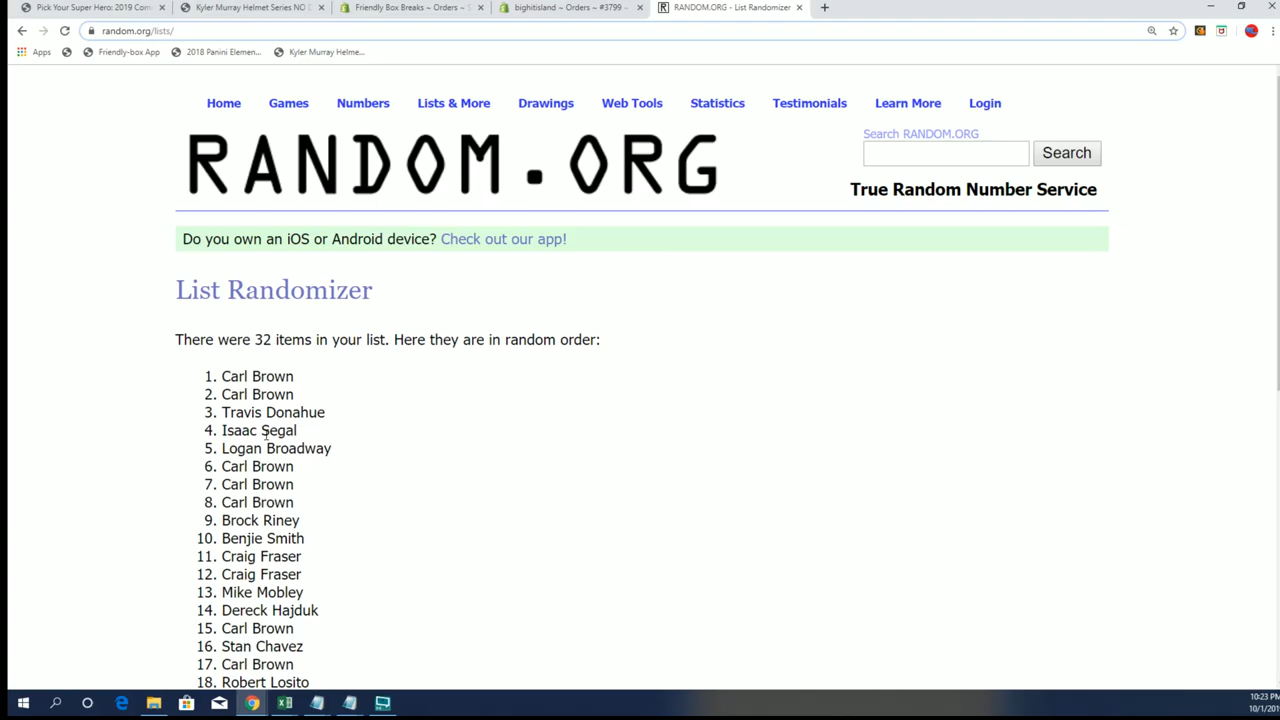 Pick Your Super Hero: 2019 Com
Kyler Murray Helmet Series NO D
Friendly Box Breaks ~ Orders ~ S
bighitisland ~ Orders ~ #3799 ~
RANDOM.ORG - List Randomizer
random.org/lists/
Apps
Friendly-box App
2018 Panini Elemen...
Kyler Murray Helme...
Home
Games
Numbers
Lists & More
Drawings
Web Tools
Statistics
Testimonials
Learn More
Login
RANDOM.ORG
Search RANDOM.ORG
Search
True Random Number Service
Do you own an iOS or Android device? Check out our app!
List Randomizer
There were 32 items in your list. Here they are in random order:
1. Carl Brown
2. Carl Brown
3. Travis Donahue
4. Isaac Segal
5. Logan Broadway
6. Carl Brown
7. Carl Brown
8. Carl Brown
9. Brock Riney
10. Benjie Smith
11. Craig Fraser
12. Craig Fraser
13. Mike Mobley
14. Dereck Hajduk
15. Carl Brown
16. Stan Chavez
17. Carl Brown
18. Robert Losito
10:23 PM
10/1/201